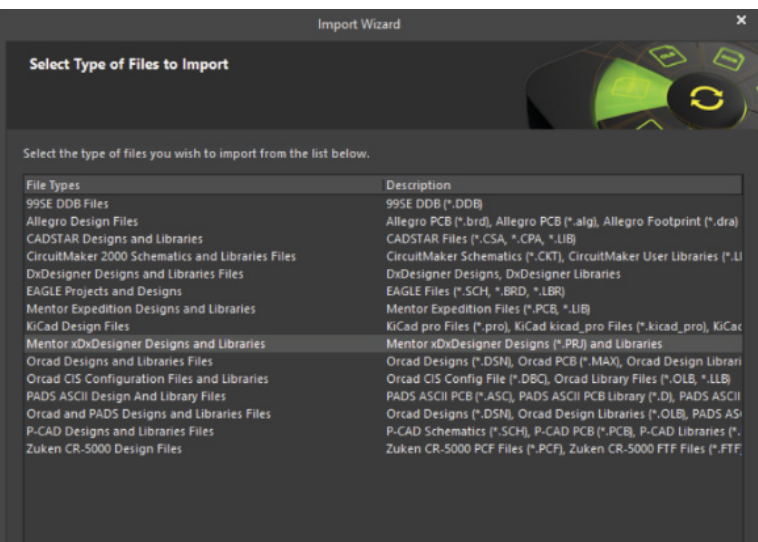 Import Wizard
Select Type of Files to Import
Select the type of files you wish to import from the list below.
File Types Description
99SE DDB Files 99SE DDB (*.DDB)
Allegro Design Files Allegro PCB (*.brd), Allegro PCB (*.alg), Allegro Footprint (*.dra)
CADSTAR Designs and Libraries CADSTAR Files (*.CSA, *.CPA, *.LIB)
CircuitMaker 2000 Schematics and Libraries Files CircuitMaker Schematics (*.CKT), CircuitMaker User Libraries (*.LI
DxDesigner Designs and Libraries Files DxDesigner Designs, DxDesigner Libraries
EAGLE Projects and Designs EAGLE Files (*.SCH, *.BRD, *.LBR)
Mentor Expedition Designs and Libraries Mentor Expedition Files (*.PCB, *.LIB)
KiCad Design Files KiCad pro Files (*.pro), KiCad kicad_pro Files (*.kicad_pro), KiCac
Mentor xDxDesigner Designs and Libraries Mentor xDxDesigner Designs (*.PRJ) and Libraries
Orcad Designs and Libraries Files Orcad Designs (*.DSN), Orcad PCB (*.MAX), Orcad Design Librari
Orcad CIS Configuration Files and Libraries Orcad CIS Config File (*.DBC), Orcad Library Files (*.OLB, *.LLB)
PADS ASCII Design And Library Files PADS ASCII PCB (*.ASC), PADS ASCII PCB Library (*.D), PADS ASCII
Orcad and PADS Designs and Libraries Files Orcad Designs (*.DSN), Orcad Design Libraries (*.OLB), PADS AS
P-CAD Designs and Libraries Files P-CAD Schematics (*.SCH), P-CAD PCB (*.PCB), P-CAD Libraries (*.
Zuken CR-5000 Design Files Zuken CR-5000 PCF Files (*.PCF), Zuken CR-5000 FTF Files (*.FTF